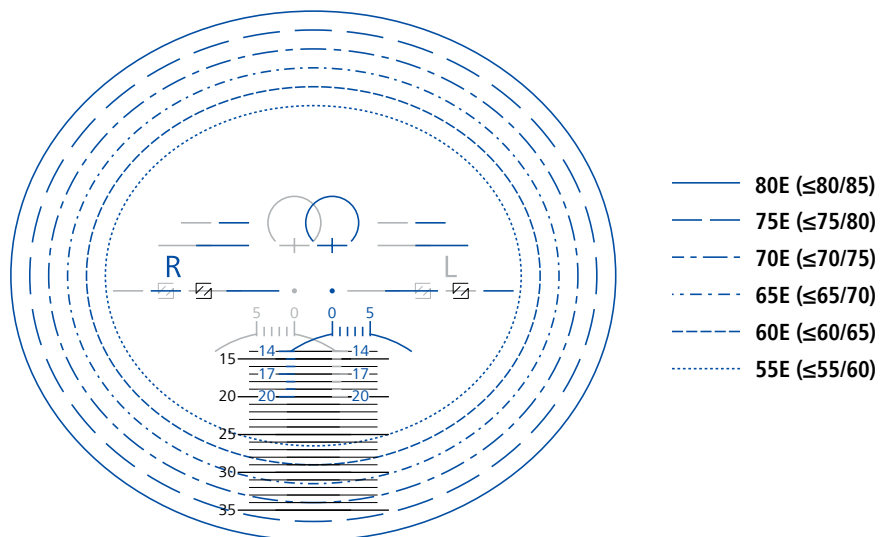 R L
5 0 0 5
14 14
15
17 17
20 20 20
25
30
35
80E (≤80/85)
75E (≤75/80)
70E (≤70/75)
65E (≤65/70)
60E (≤60/65)
55E (≤55/60)